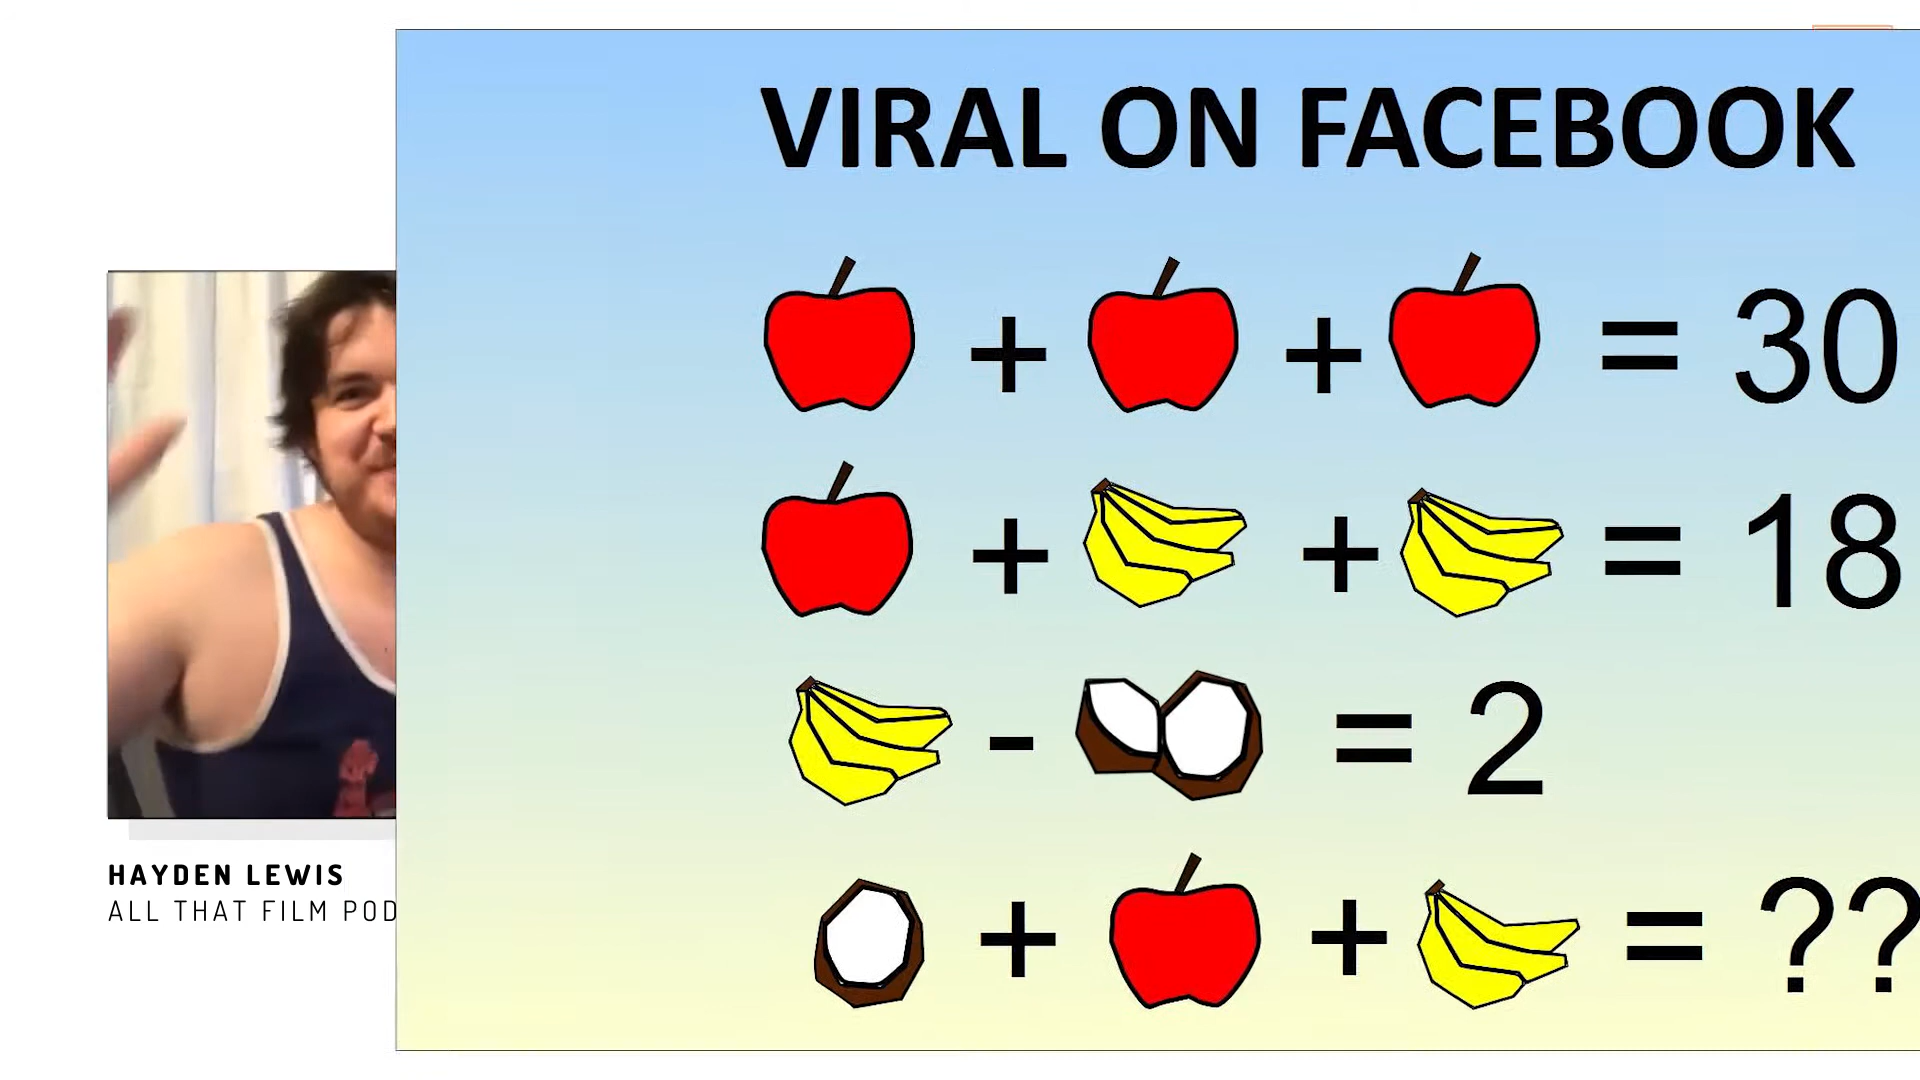 VIRAL ON FACEBOOK
+ + = 30
+ + = 18
- = 2
+ + = ??
HAYDEN LEWIS
ALL THAT FILM POD